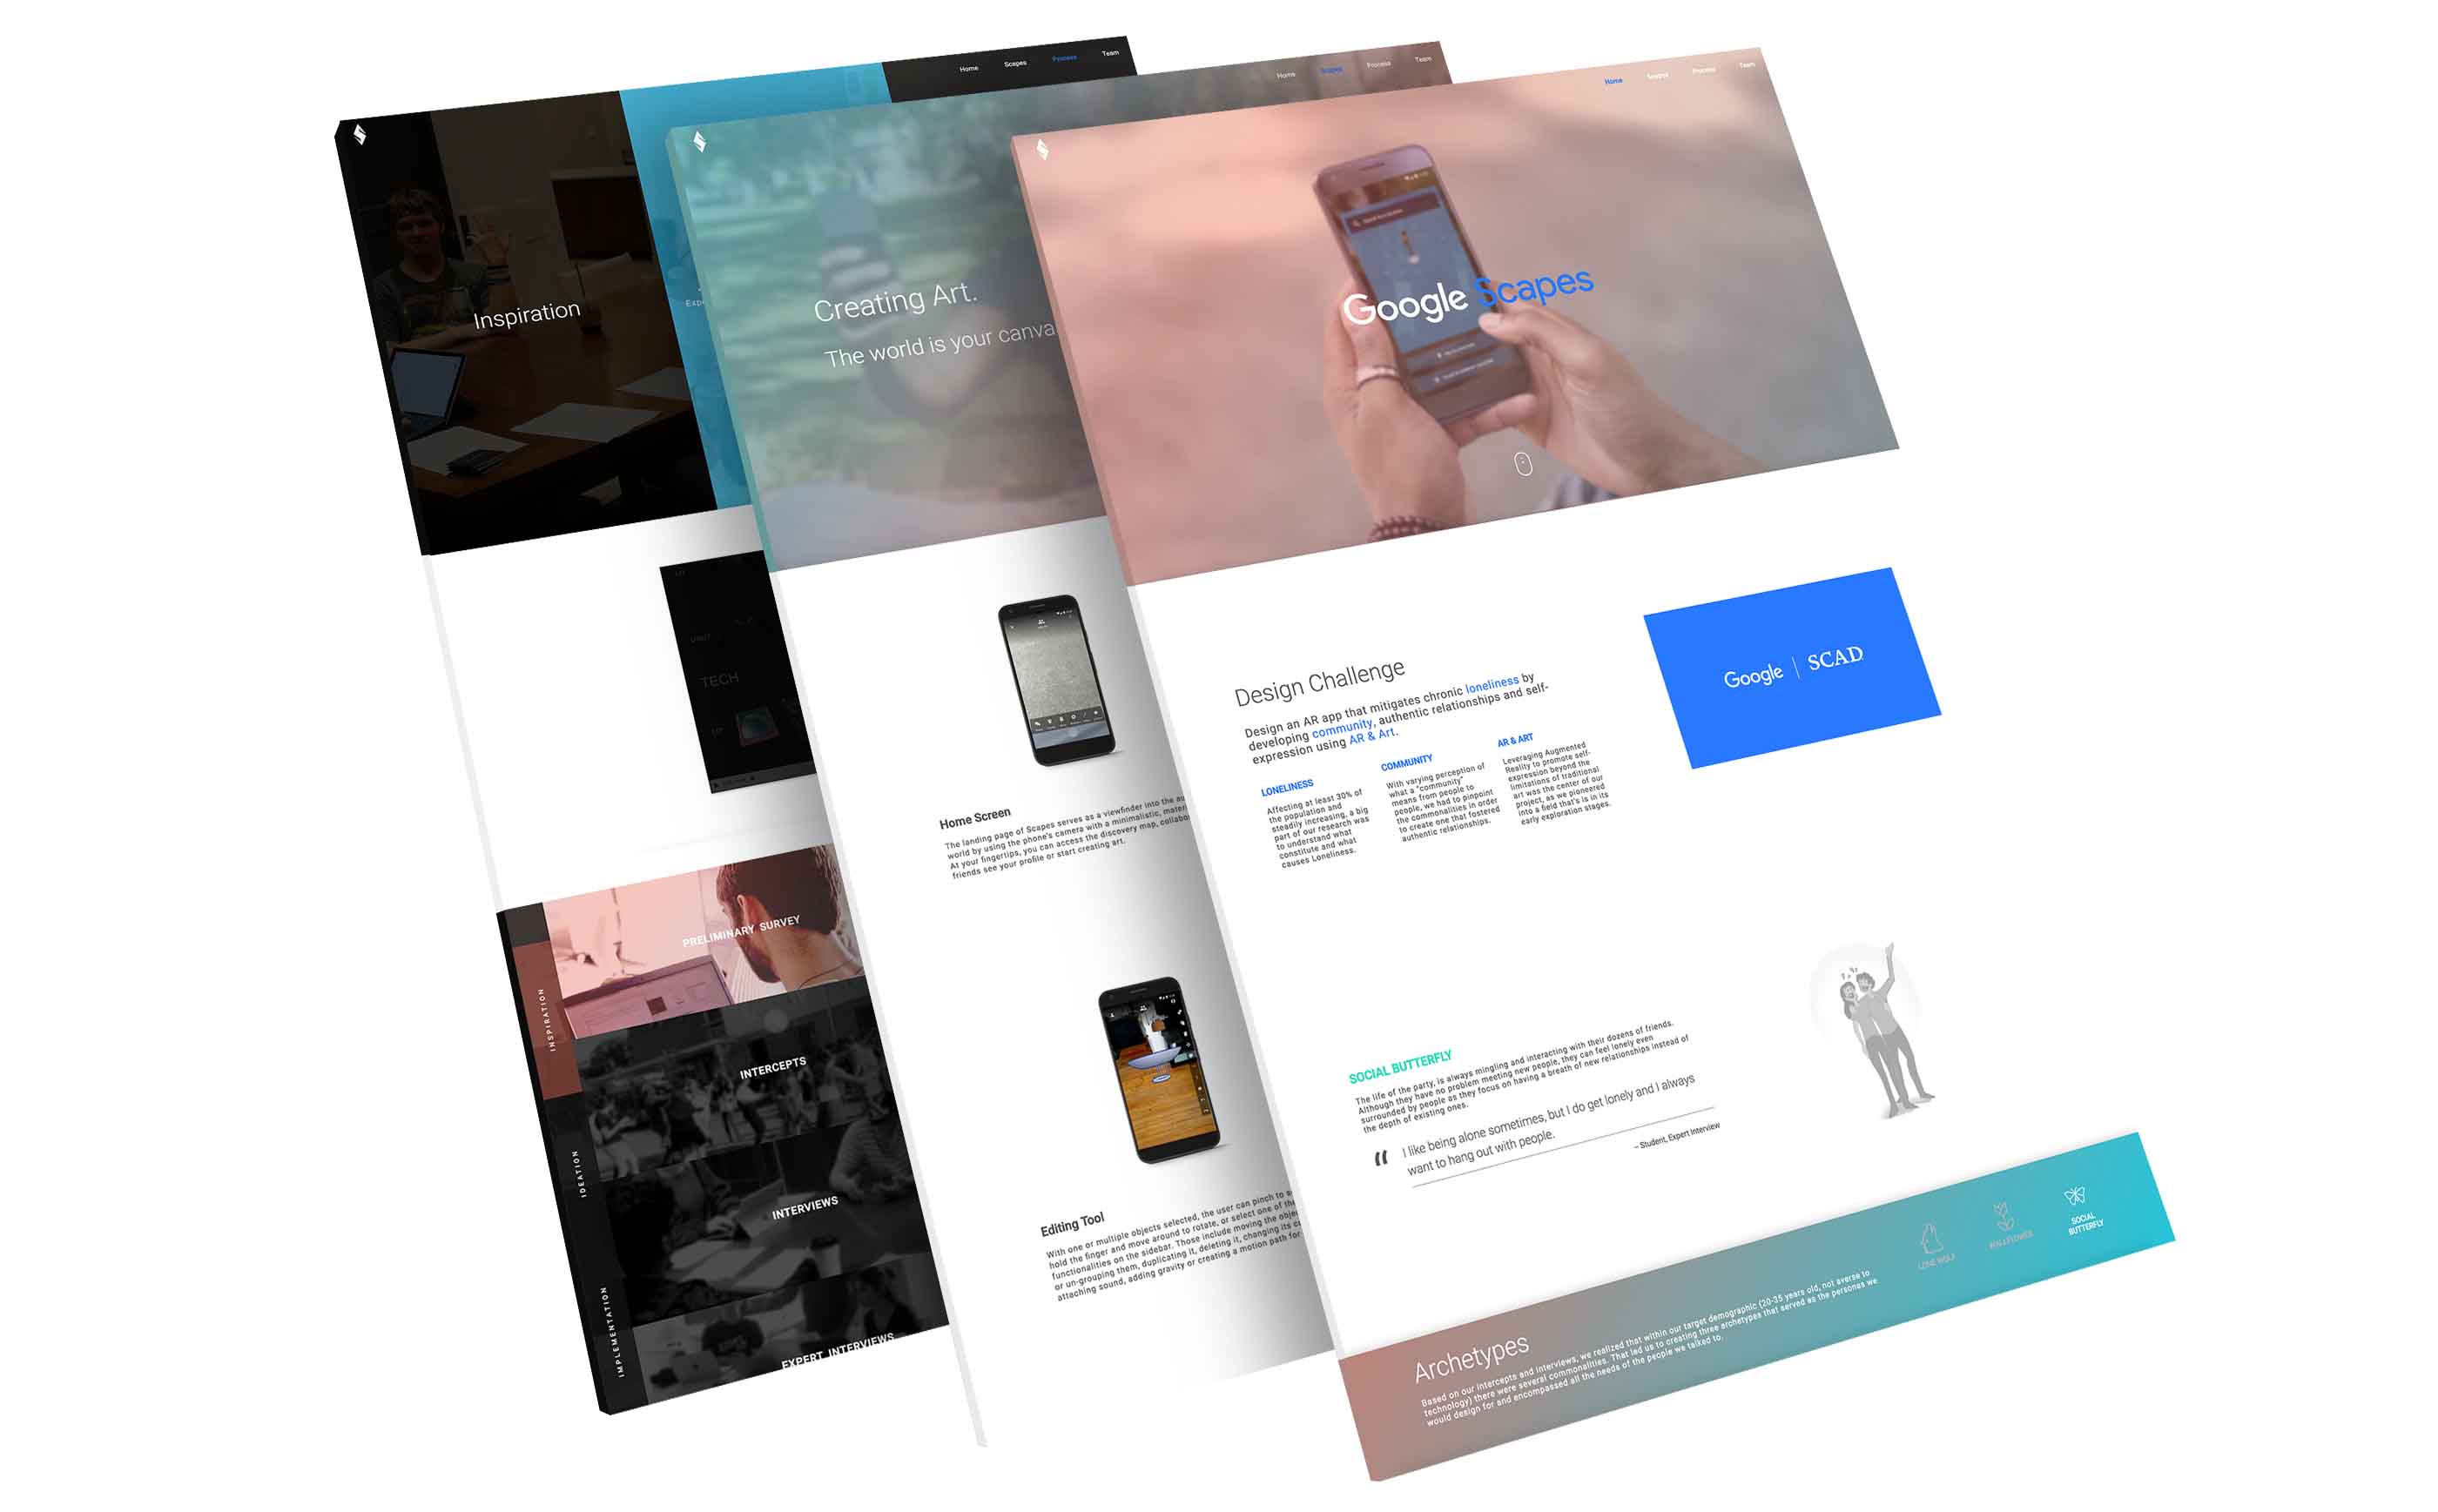 Home Scapes Process Team
Inspiration
Exp
TECH
PRELIMINARY SURVEY
INTERCEPTS
INTERVIEWS
EXPERT INTERVIEWS
INSPIRATION
IDEATION
IMPLEMENTATION
Home Scapes Process Team
Creating Art.
The world is your canva
Home Screen
The landing page of Scapes serves as a viewfinder into the au
world by using the phone's camera with a minimalistic, mater
At your fingertips, you can access the discovery map, collabo
friends see your profile or start creating art.
Editing Tool
With one or multiple objects selected, the user can pinch to s
hold the finger and move around to rotate, or select one of the
functionalities on the sidebar. Those include moving the objec
or un-grouping them, duplicating it, deleting it, changing its c
attaching sound, adding gravity or creating a motion path for
Home Scapes Process Team
Google Scapes
Design Challenge
Design an AR app that mitigates chronic loneliness by
developing community, authentic relationships and self-
expression using AR & Art.
LONELINESS
Affecting at least 30% of
the population and
steadily increasing, a big
part of our research was
to understand what
constitute and what
causes Loneliness.
COMMUNITY
With varying perception of
what a "community"
means from people to
people, we had to pinpoint
the commonalities in order
to create one that fostered
authentic relationships.
AR & ART
Leveraging Augmented
Reality to promote self-
expression beyond the
limitations of traditional
art was the center of our
project, as we pioneered
into a field that's is in its
early exploration stages.
Google | SCAD
SOCIAL BUTTERFLY
The life of the party, is always mingling and interacting with their dozens of friends.
Although they have no problem meeting new people, they can feel lonely even
surrounded by people as they focus on having a breath of new relationships instead of
the depth of existing ones.
“ I like being alone sometimes, but I do get lonely and I always
want to hang out with people.
– Student, Expert Interview
LONE WOLF
WALLFLOWER
SOCIAL
BUTTERFLY
Archetypes
Based on our intercepts and interviews, we realized that within our target demographic (20-35 years old, not averse to
technology) there were several commonalities. That led us to creating three archetypes that served as the personas we
would design for and encompassed all the needs of the people we talked to.